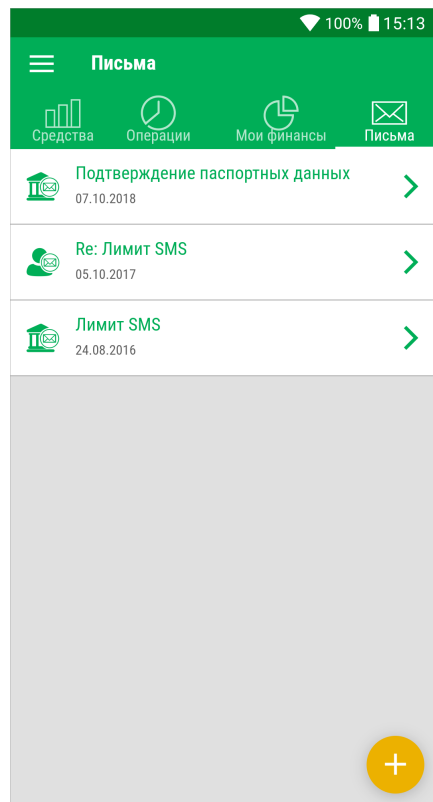 100% 15:13
Письма
Средства Операции Мои финансы Письма
Подтверждение паспортных данных
07.10.2018
Re: Лимит SMS
05.10.2017
Лимит SMS
24.08.2016